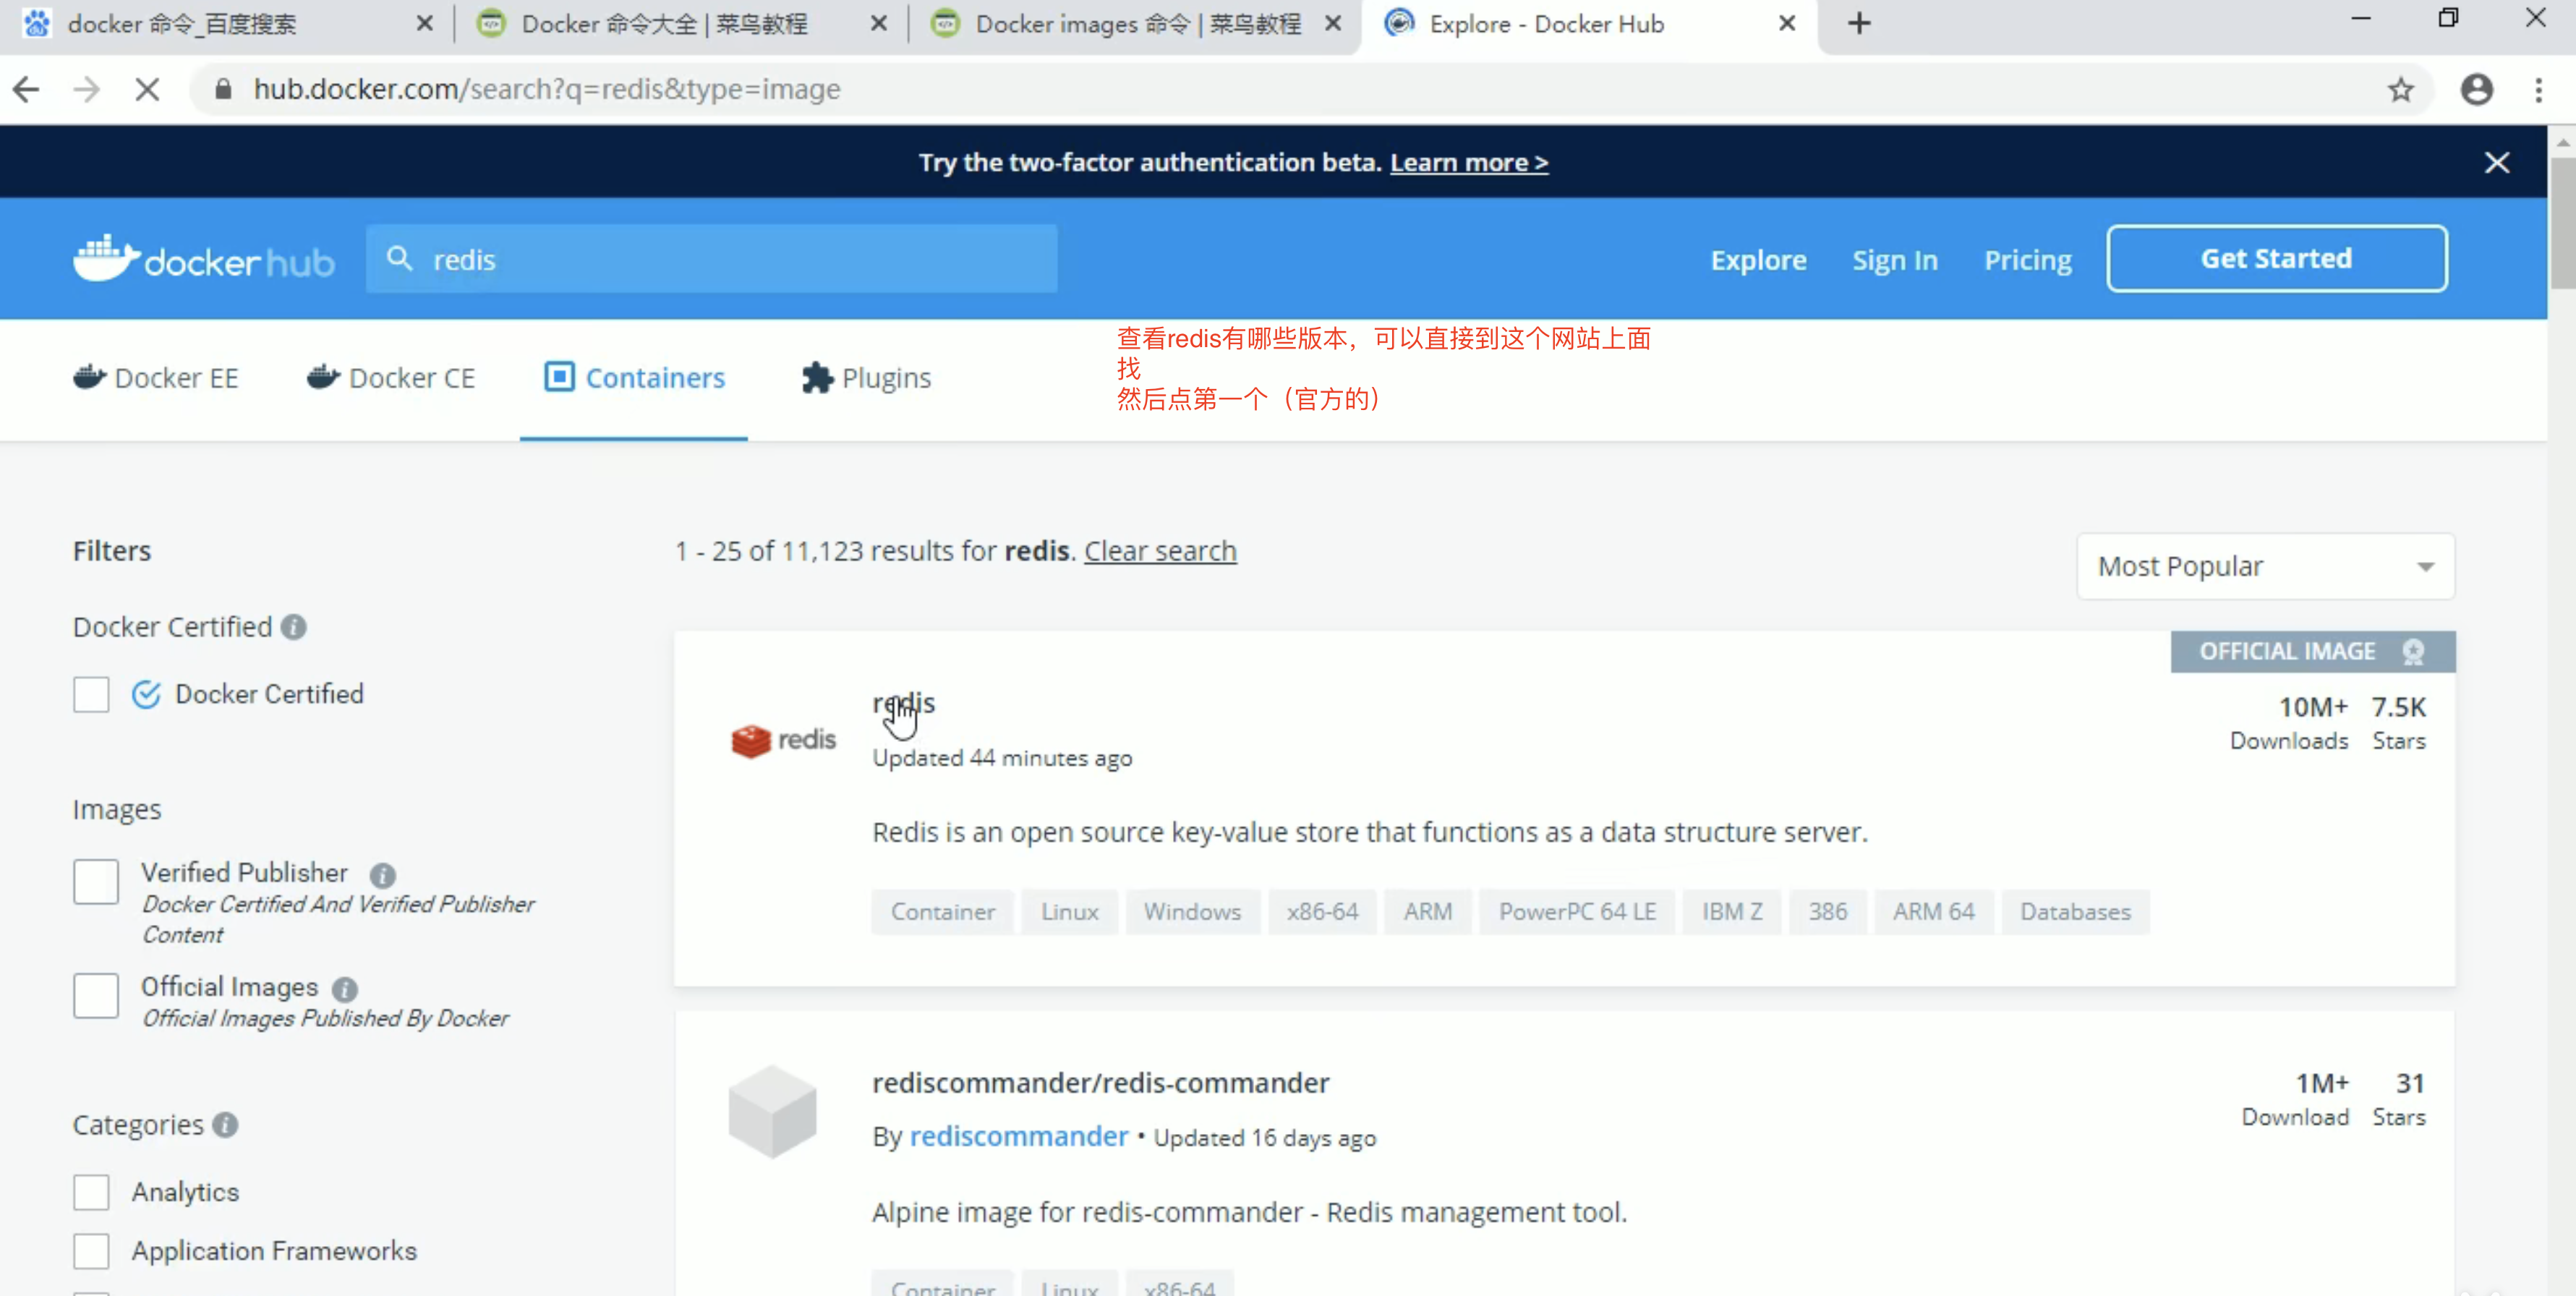 docker 命令_百度搜索
Docker 命令大全 | 菜鸟教程
Docker images 命令 | 菜鸟教程
Explore - Docker Hub
hub.docker.com/search?q=redis&type=image
Try the two-factor authentication beta. Learn more >
docker hub
redis
Explore
Sign In
Pricing
Get Started
查看redis有哪些版本，可以直接到这个网站上面
找
然后点第一个（官方的）
Docker EE
Docker CE
Containers
Plugins
Filters
1 - 25 of 11,123 results for redis. Clear search
Most Popular
Docker Certified
Docker Certified
Images
Verified Publisher
Docker Certified And Verified Publisher
Content
Official Images
Official Images Published By Docker
Categories
Analytics
Application Frameworks
OFFICIAL IMAGE
redis
redis
Updated 44 minutes ago
10M+ 7.5K
Downloads Stars
Redis is an open source key-value store that functions as a data structure server.
Container Linux Windows x86-64 ARM PowerPC 64 LE IBM Z 386 ARM 64 Databases
rediscommander/redis-commander
By rediscommander • Updated 16 days ago
1M+ 31
Download Stars
Alpine image for redis-commander - Redis management tool.
Container Linux x86-64